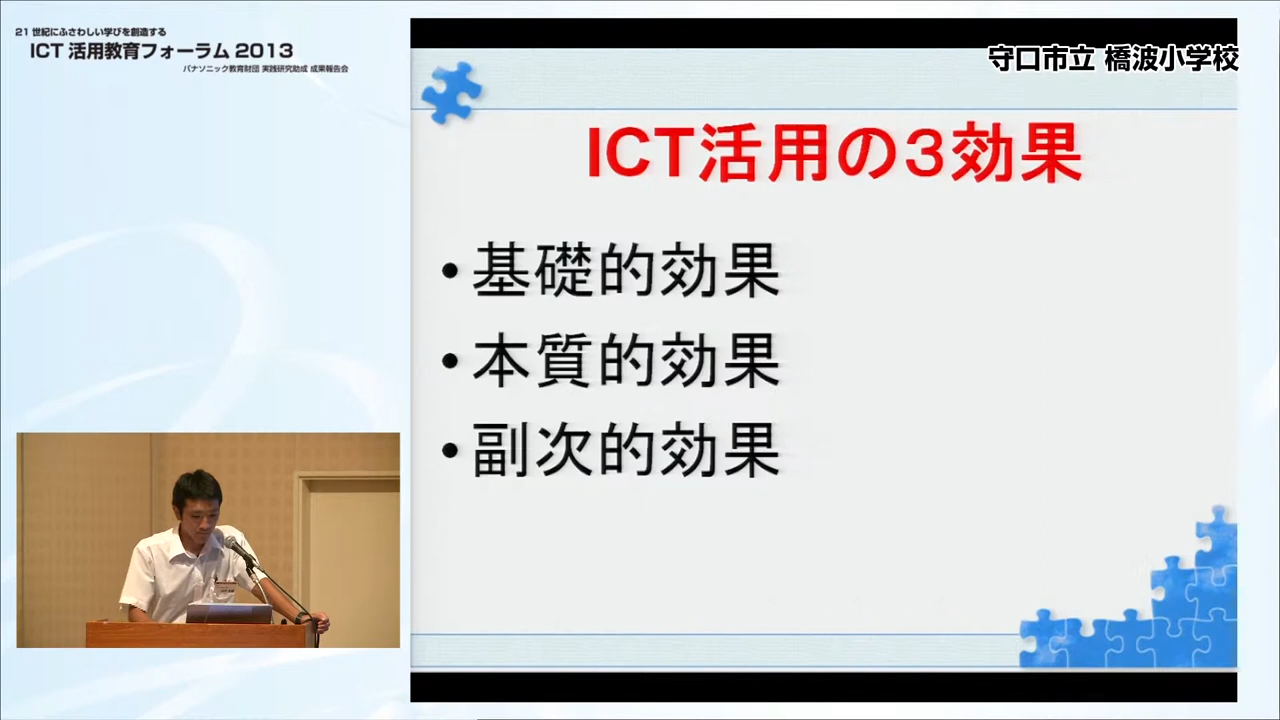 21 世紀にふさわしい学びを創造する
ICT 活用教育フォーラム 2013
パナソニック教育財団 実践研究助成 成果報告会
守口市立 橋波小学校
ICT活用の３効果
•基礎的効果
•本質的効果
•副次的効果